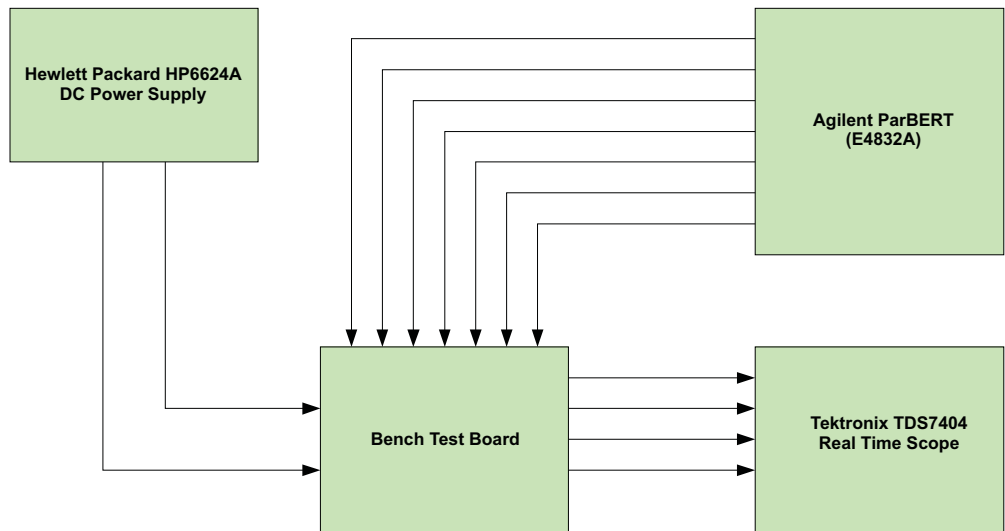 Hewlett Packard HP6624A
DC Power Supply
Agilent ParBERT
(E4832A)
Bench Test Board
Tektronix TDS7404
Real Time Scope